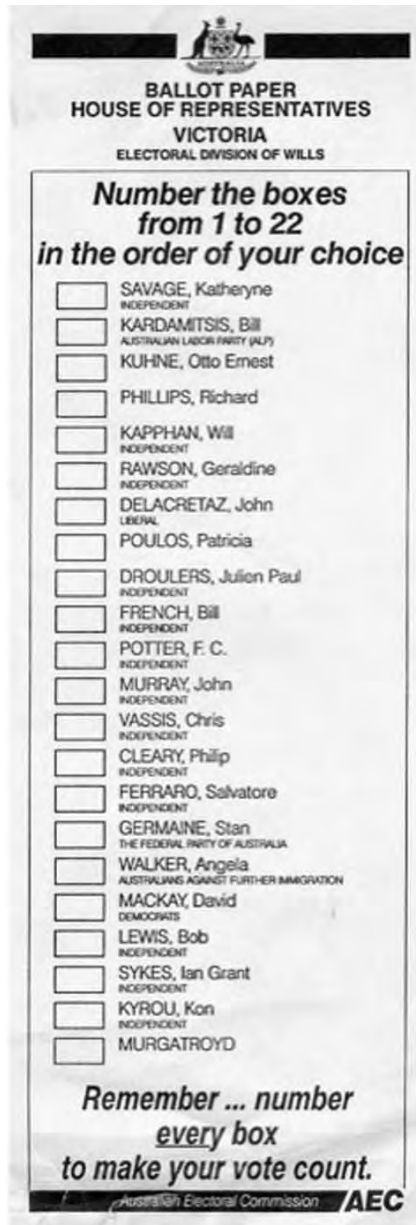 AUSTRALIA
BALLOT PAPER
HOUSE OF REPRESENTATIVES
VICTORIA
ELECTORAL DIVISION OF WILLS
Number the boxes
from 1 to 22
in the order of your choice
SAVAGE, Katheryne
INDEPENDENT
KARDAMITSIS, Bill
AUSTRALIAN LABOR PARTY (ALP)
KUHNE, Otto Ernest
PHILLIPS, Richard
KAPPHAN, Will
INDEPENDENT
RAWSON, Geraldine
INDEPENDENT
DELACRETAZ, John
LIBERAL
POULOS, Patricia
DROULERS, Julien Paul
INDEPENDENT
FRENCH, Bill
INDEPENDENT
POTTER, F. C.
INDEPENDENT
MURRAY, John
INDEPENDENT
VASSIS, Chris
INDEPENDENT
CLEARY, Philip
INDEPENDENT
FERRARO, Salvatore
INDEPENDENT
GERMAINE, Stan
THE FEDERAL PARTY OF AUSTRALIA
WALKER, Angela
AUSTRALIANS AGAINST FURTHER IMMIGRATION
MACKAY, David
DEMOCRATS
LEWIS, Bob
INDEPENDENT
SYKES, Ian Grant
INDEPENDENT
KYROU, Kon
INDEPENDENT
MURGATROYD
Remember ... number
every box
to make your vote count.
Australian Electoral Commission AEC